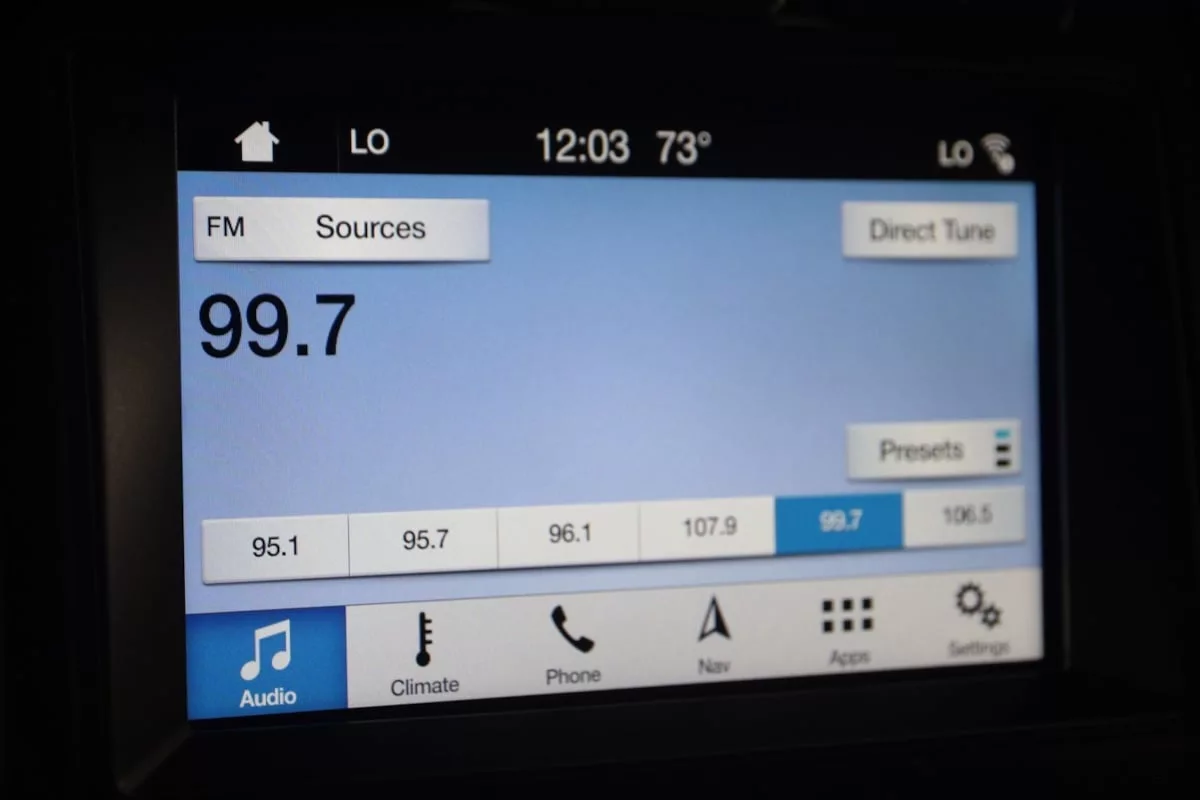 LO 12:03 73° LO
FM Sources Direct Tune
99.7
Presets
95.1 95.7 96.1 107.9 99.7 106.5
Audio Climate Phone Nav Apps Settings